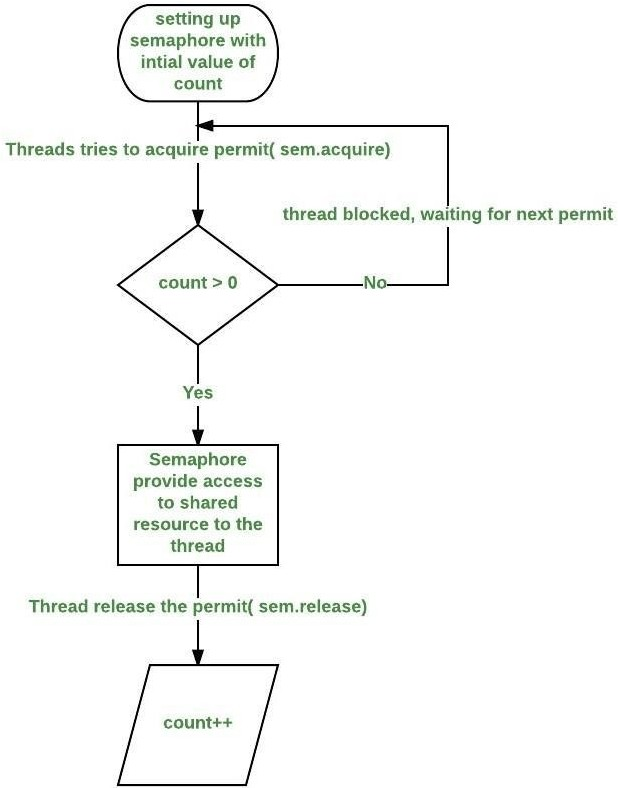 setting up
semaphore with
intial value of
count
Threads tries to acquire permit( sem.acquire)
thread blocked, waiting for next permit
count > 0
No
Yes
Semaphore
provide access
to shared
resource to the
thread
Thread release the permit( sem.release)
count++